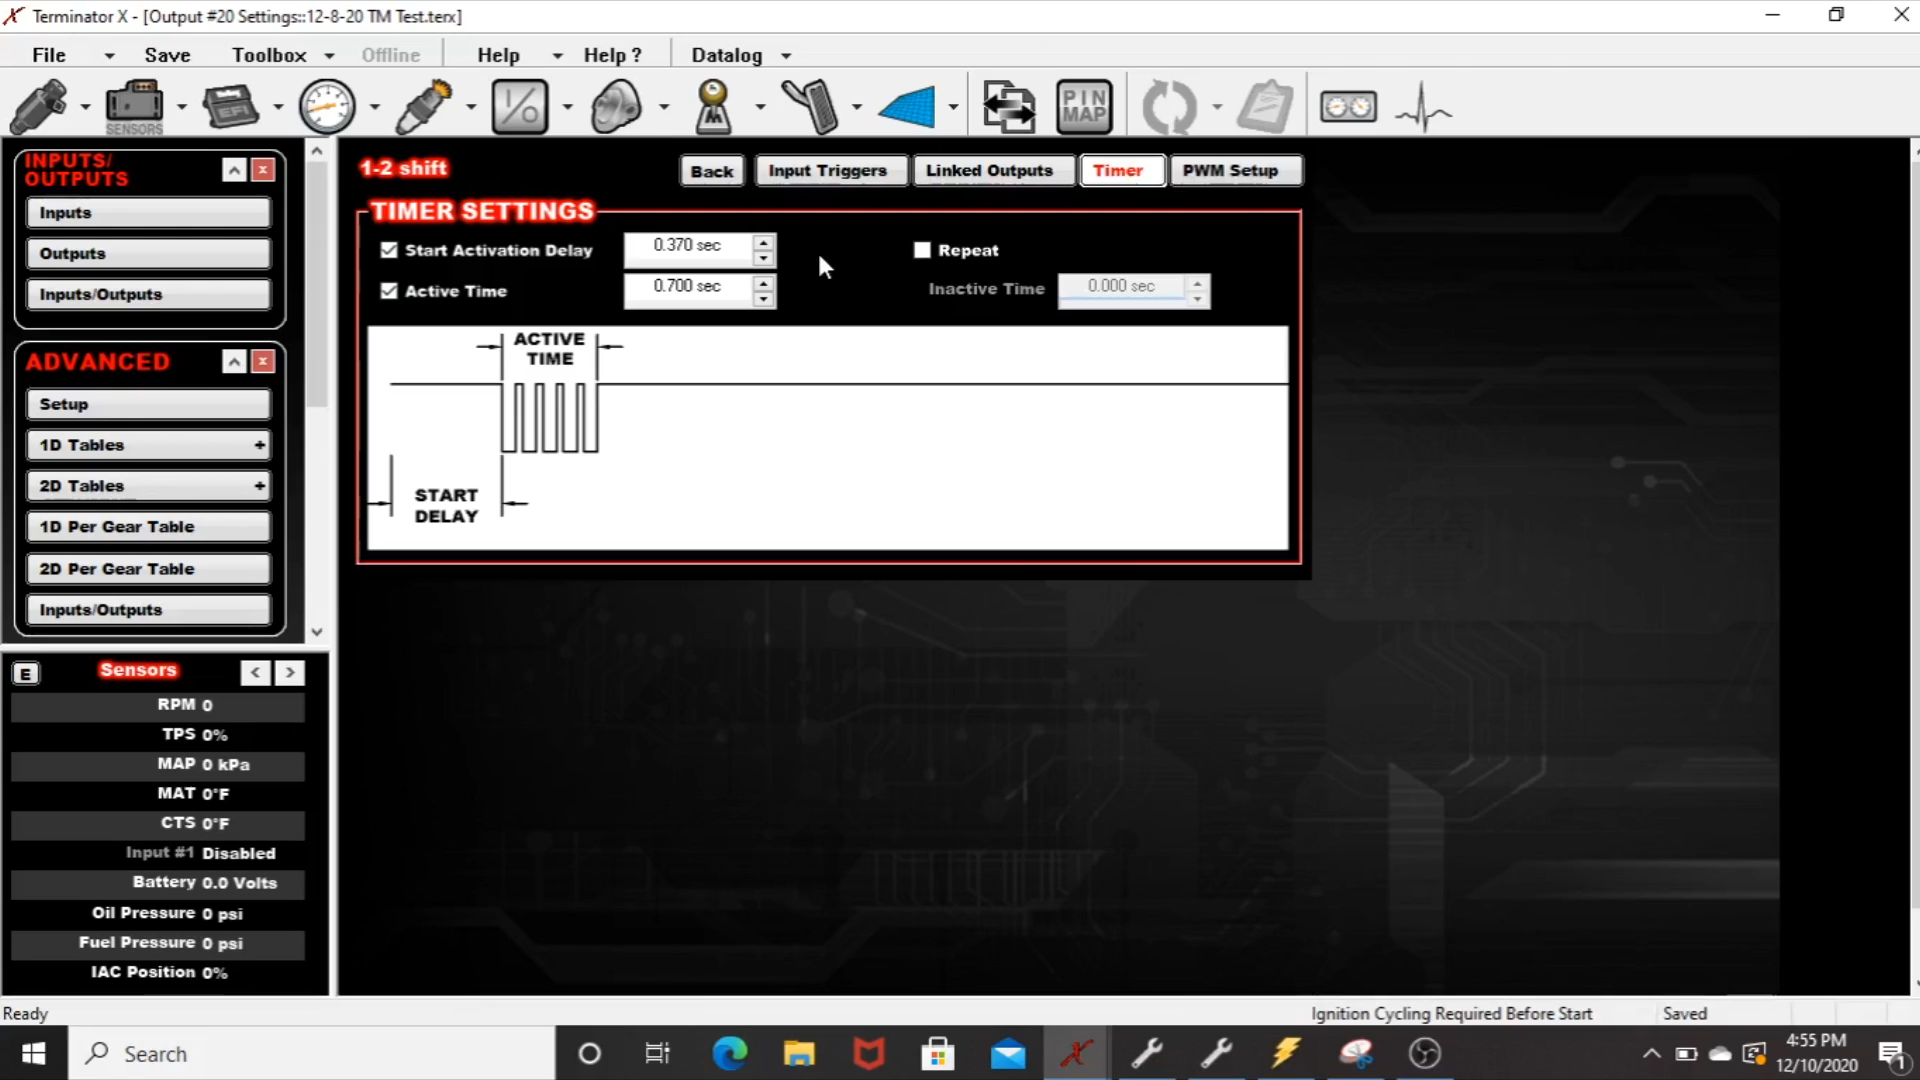 Terminator X - [Output #20 Settings::12-8-20 TM Test.terx]
File Save Toolbox Offline Help Help ? Datalog
SENSORS
EFI
I/O
PIN
MAP
INPUTS/
OUTPUTS
Inputs
Outputs
Inputs/Outputs
ADVANCED
Setup
1D Tables +
2D Tables +
1D Per Gear Table
2D Per Gear Table
Inputs/Outputs
1-2 shift
Back Input Triggers Linked Outputs Timer PWM Setup
TIMER SETTINGS
Start Activation Delay 0.370 sec Repeat
Active Time 0.700 sec Inactive Time 0.000 sec
ACTIVE
TIME
START
DELAY
E Sensors < >
RPM 0
TPS 0%
MAP 0 kPa
MAT 0°F
CTS 0°F
Input #1 Disabled
Battery 0.0 Volts
Oil Pressure 0 psi
Fuel Pressure 0 psi
IAC Position 0%
Ready Ignition Cycling Required Before Start Saved
Search
4:55 PM
12/10/2020
1